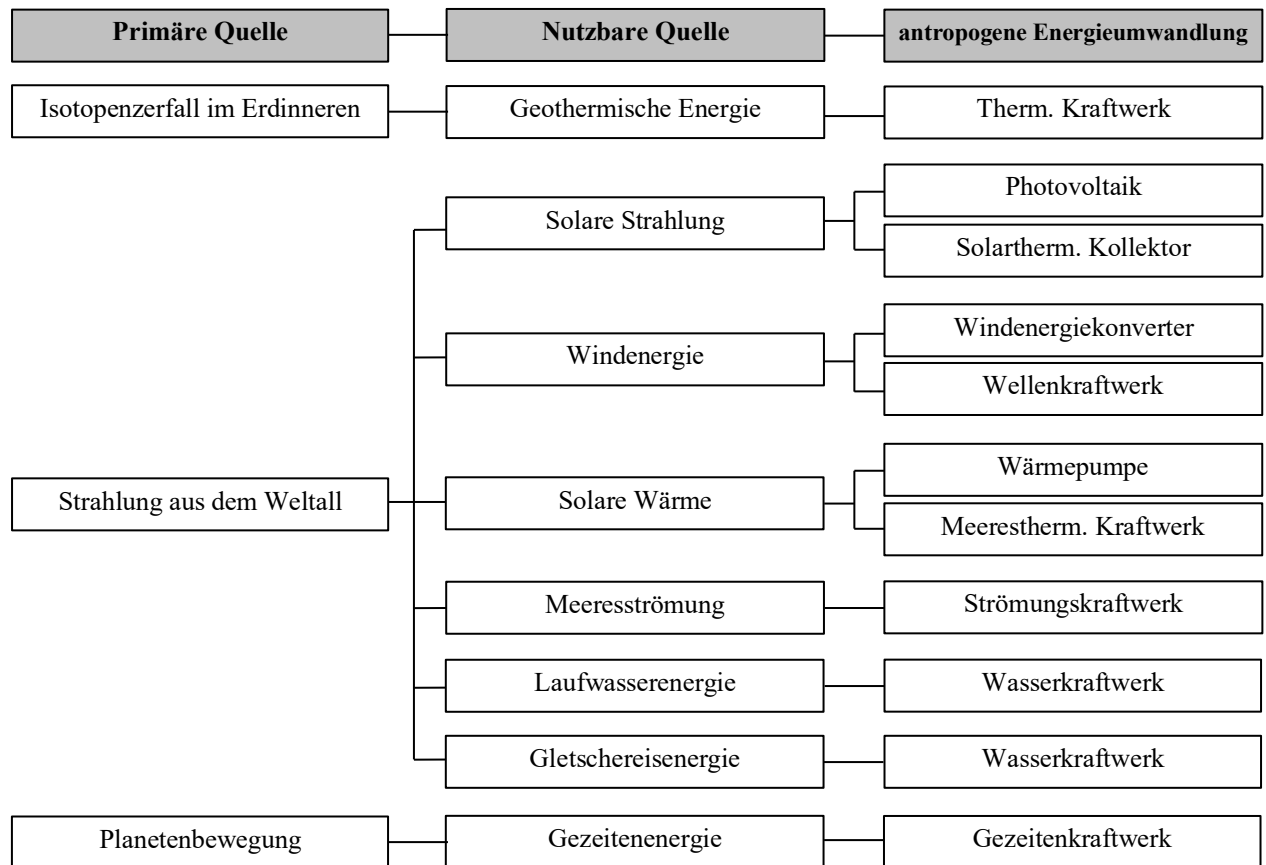 Primäre Quelle
Nutzbare Quelle
antropogene Energieumwandlung
Isotopenzerfall im Erdinneren
Geothermische Energie
Therm. Kraftwerk
Strahlung aus dem Weltall
Solare Strahlung
Photovoltaik
Solartherm. Kollektor
Windenergie
Windenergiekonverter
Wellenkraftwerk
Solare Wärme
Wärmepumpe
Meerestherm. Kraftwerk
Meeresströmung
Strömungskraftwerk
Laufwasserenergie
Wasserkraftwerk
Gletschereisenergie
Wasserkraftwerk
Planetenbewegung
Gezeitenenergie
Gezeitenkraftwerk